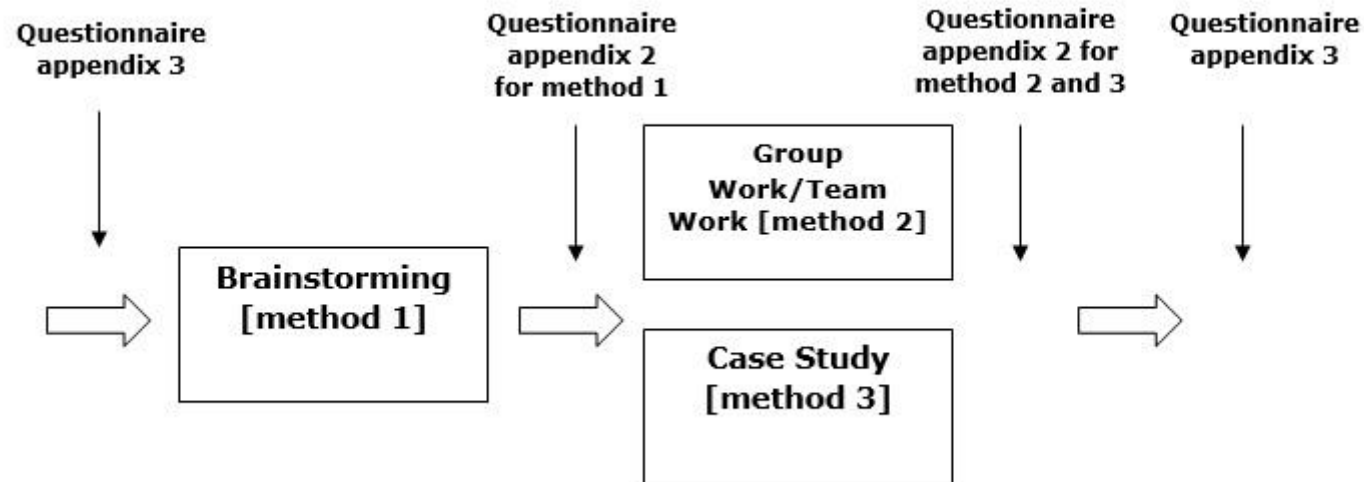 Questionnaire
appendix 3
Questionnaire
appendix 2
for method 1
Questionnaire
appendix 2 for
method 2 and 3
Questionnaire
appendix 3
Brainstorming
[method 1]
Group
Work/Team
Work [method 2]
Case Study
[method 3]